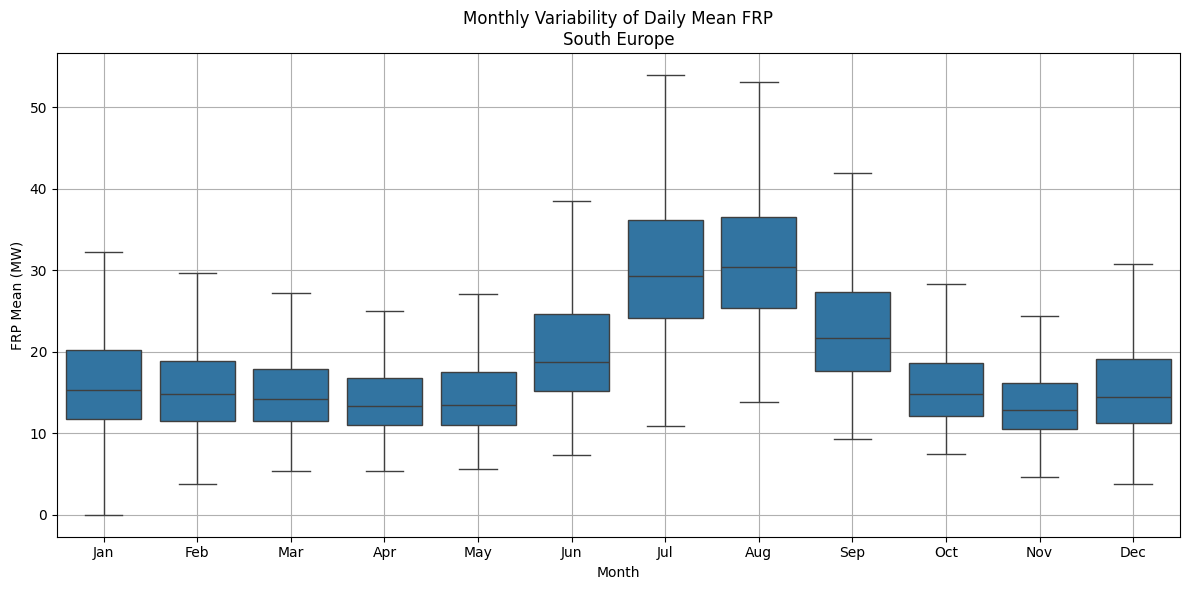 Monthly Variability of Daily Mean FRP
South Europe
FRP Mean (MW)
50
40
30
20
10
0
Jan Feb Mar Apr May Jun Jul Aug Sep Oct Nov Dec
Month